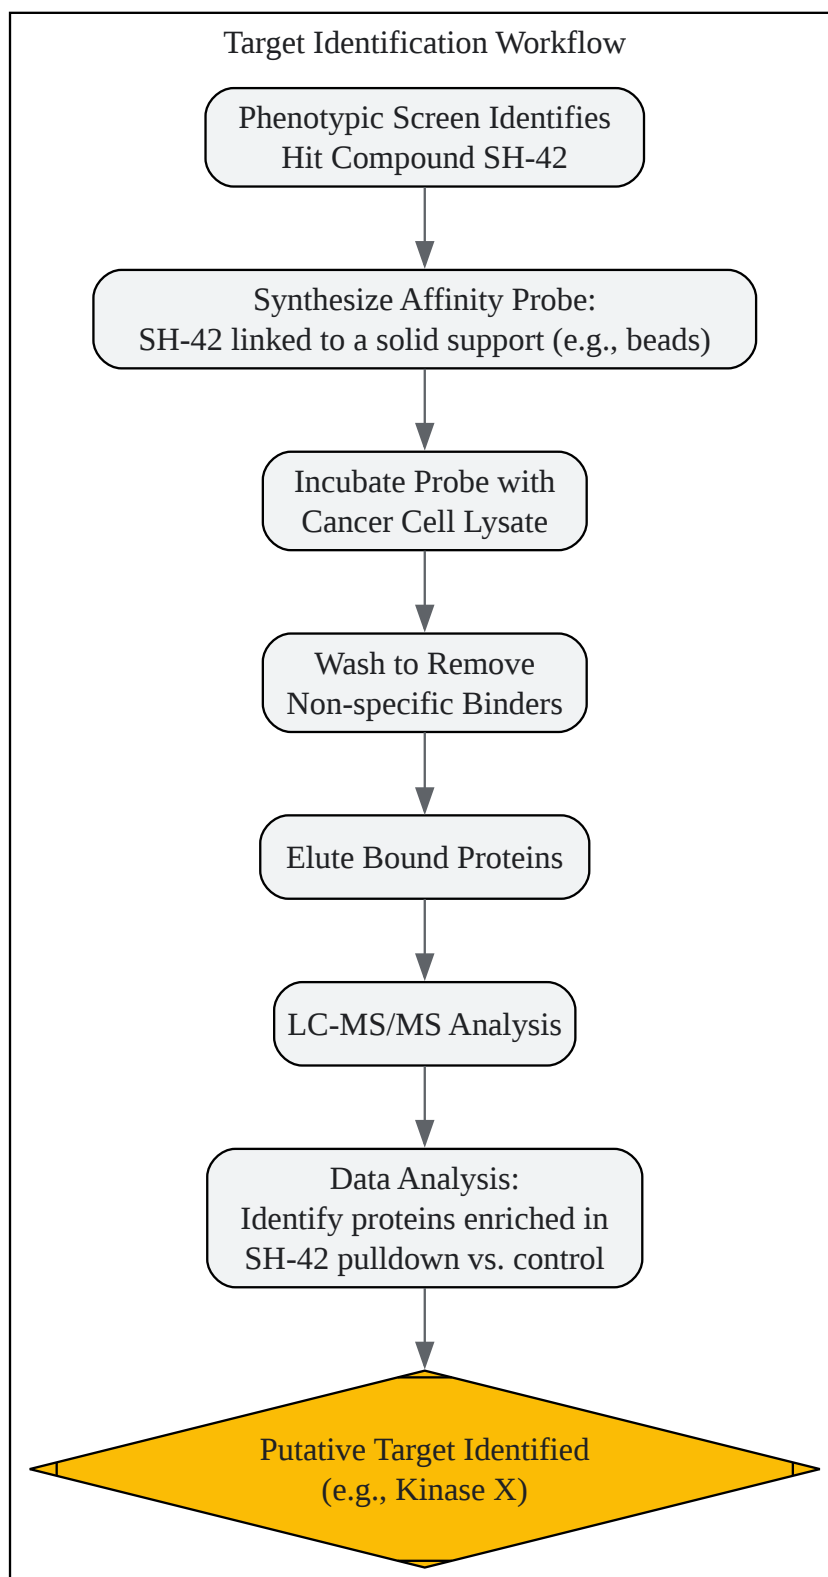 Target Identification Workflow
Phenotypic Screen Identifies
Hit Compound SH-42
Synthesize Affinity Probe:
SH-42 linked to a solid support (e.g., beads)
Incubate Probe with
Cancer Cell Lysate
Wash to Remove
Non-specific Binders
Elute Bound Proteins
LC-MS/MS Analysis
Data Analysis:
Identify proteins enriched in
SH-42 pulldown vs. control
Putative Target Identified
(e.g., Kinase X)